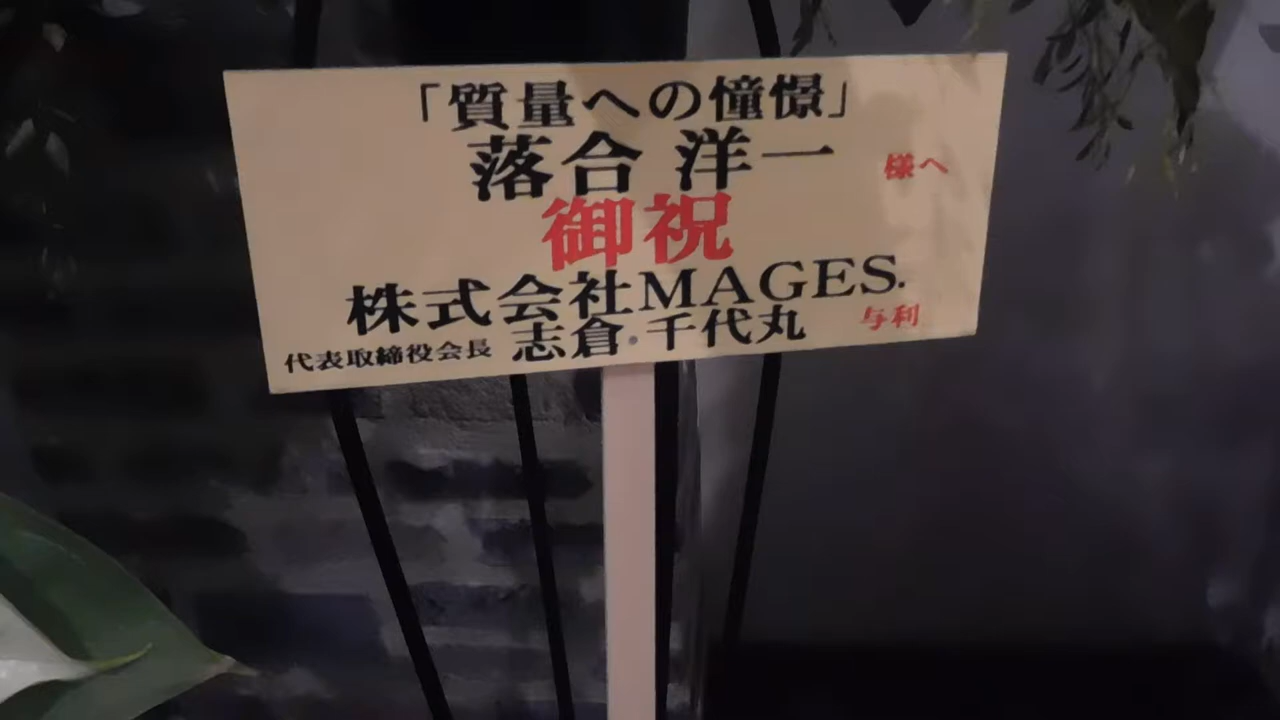 「質量への憧憬」
落合 洋一 様へ
御祝
株式会社MAGES.
代表取締役会長 志倉 千代丸 与利